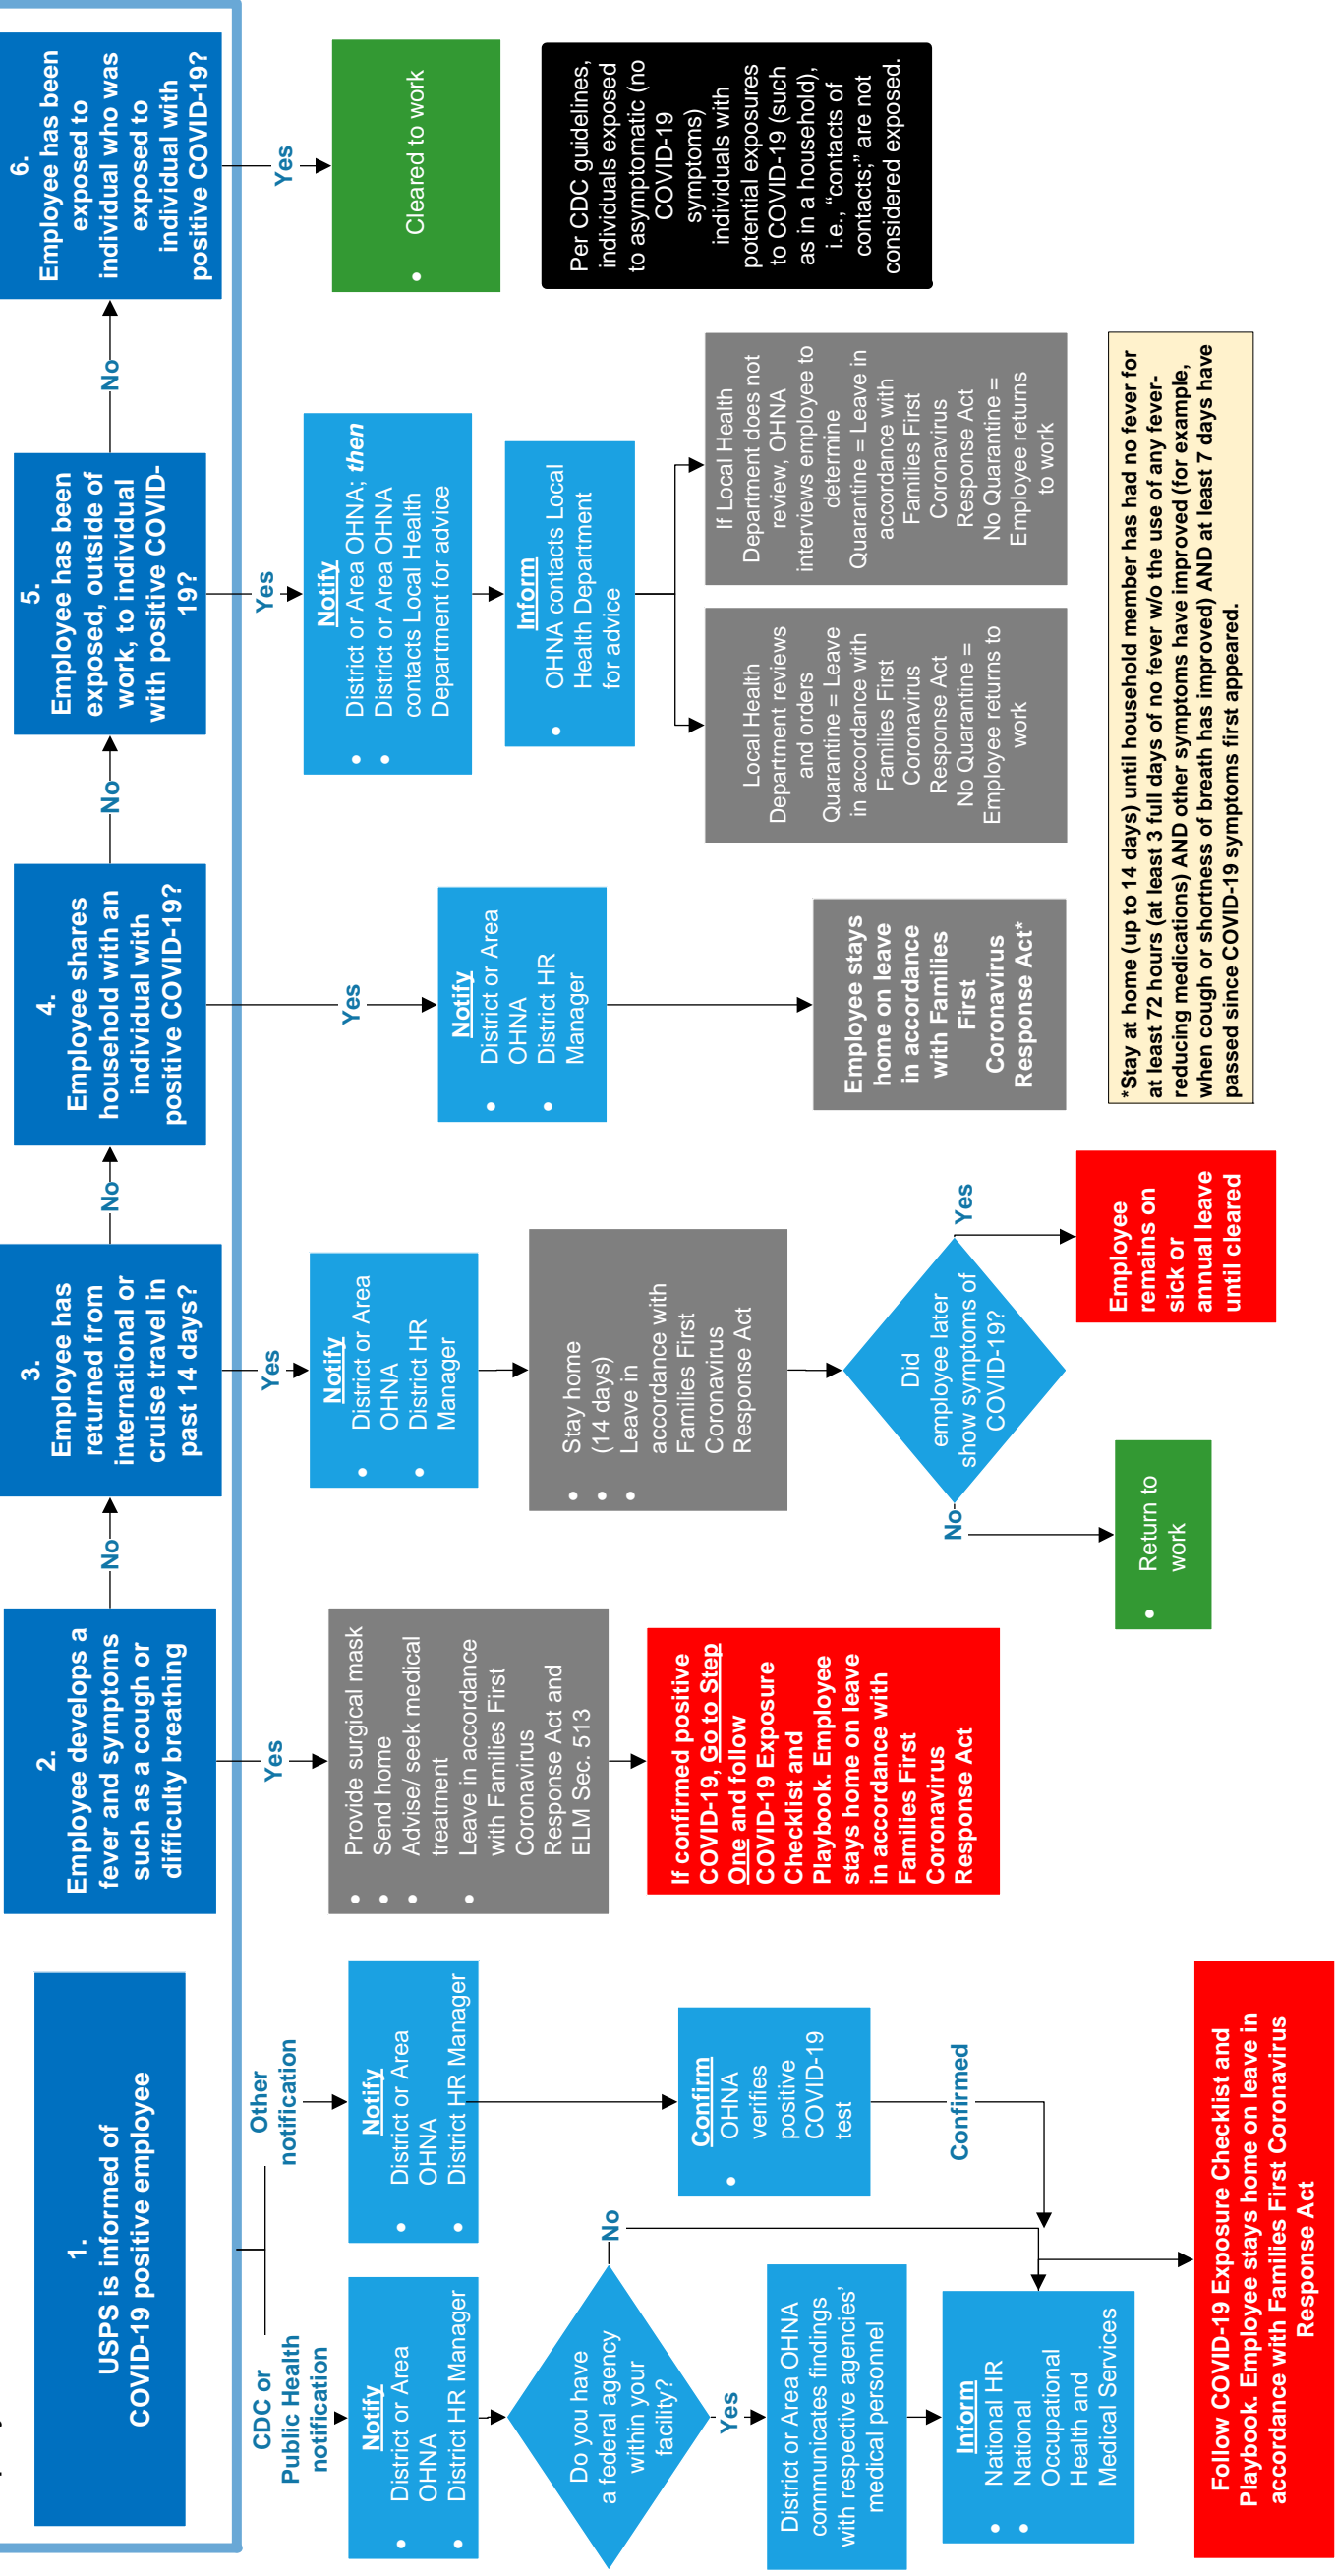 1.
USPS is informed of
COVID-19 positive employee
CDC or
Public Health
notification
Other
notification
Notify
• District or Area
OHNA
• District HR Manager
Do you have
a federal agency
within your
facility?
Yes
No
District or Area OHNA
communicates findings
with respective agencies’
medical personnel
Inform
• National HR
• National
Occupational
Health and
Medical Services
Notify
• District or Area
OHNA
• District HR Manager
Confirm
• OHNA
verifies
positive
COVID-19
test
Confirmed
Follow COVID-19 Exposure Checklist and
Playbook. Employee stays home on leave in
accordance with Families First Coronavirus
Response Act
2.
Employee develops a
fever and symptoms
such as a cough or
difficulty breathing
No
Yes
• Provide surgical mask
• Send home
• Advise/ seek medical
treatment
• Leave in accordance
with Families First
Coronavirus
Response Act and
ELM Sec. 513
If confirmed positive
COVID-19, Go to Step
One and follow
COVID-19 Exposure
Checklist and
Playbook. Employee
stays home on leave
in accordance with
Families First
Coronavirus
Response Act
3.
Employee has
returned from
international or
cruise travel in
past 14 days?
No
Yes
Notify
• District or Area
OHNA
• District HR
Manager
• Stay home
• (14 days)
• Leave in
accordance with
Families First
Coronavirus
Response Act
Did
employee later
show symptoms of
COVID-19?
No
Yes
• Return to
work
Employee
remains on
sick or
annual leave
until cleared
4.
Employee shares
household with an
individual with
positive COVID-19?
No
Yes
Notify
• District or Area
OHNA
• District HR
Manager
Employee stays
home on leave
in accordance
with Families
First
Coronavirus
Response Act*
5.
Employee has been
exposed, outside of
work, to individual
with positive COVID-
19?
No
Yes
Notify
• District or Area OHNA; then
• District or Area OHNA
contacts Local Health
Department for advice
Inform
• OHNA contacts Local
Health Department
for advice
Local Health
Department reviews
and orders
Quarantine = Leave
in accordance with
Families First
Coronavirus
Response Act
No Quarantine =
Employee returns to
work
If Local Health
Department does not
review, OHNA
interviews employee to
determine
Quarantine = Leave in
accordance with
Families First
Coronavirus
Response Act
No Quarantine =
Employee returns
to work
6.
Employee has been
exposed to
individual who was
exposed to
individual with
positive COVID-19?
Yes
• Cleared to work
Per CDC guidelines,
individuals exposed
to asymptomatic (no
COVID-19
symptoms)
individuals with
potential exposures
to COVID-19 (such
as in a household),
i.e., “contacts of
contacts;” are not
considered exposed.
*Stay at home (up to 14 days) until household member has had no fever for
at least 72 hours (at least 3 full days of no fever w/o the use of any fever-
reducing medications) AND other symptoms have improved (for example,
when cough or shortness of breath has improved) AND at least 7 days have
passed since COVID-19 symptoms first appeared.